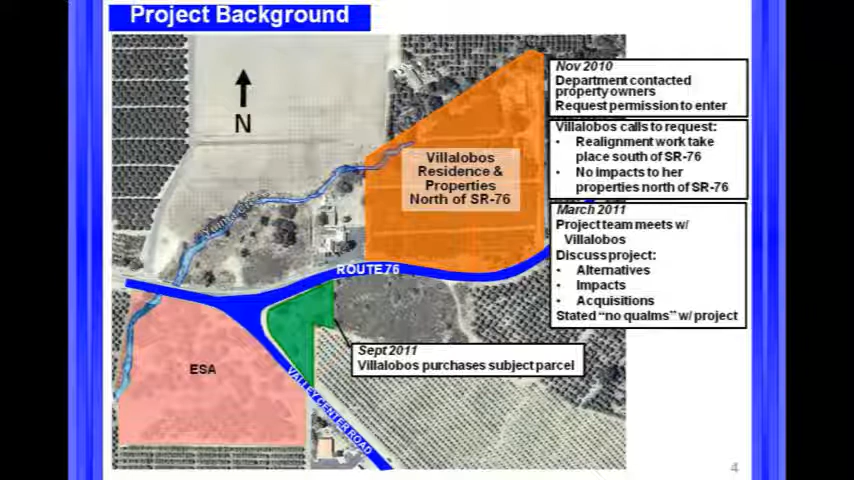 Project Background
N
Villalobos
Residence &
Properties
North of SR-76
Nov 2010
Department contacted
property owners
Request permission to enter
Villalobos calls to request:
• Realignment work take
place south of SR-76
• No impacts to her
properties north of SR-76
March 2011
Project team meets w/
Villalobos
Discuss project:
• Alternatives
• Impacts
• Acquisitions
Stated “no qualms” w/ project
ROUTE 76
Sept 2011
Villalobos purchases subject parcel
ESA
VALLEY CENTER ROAD
4